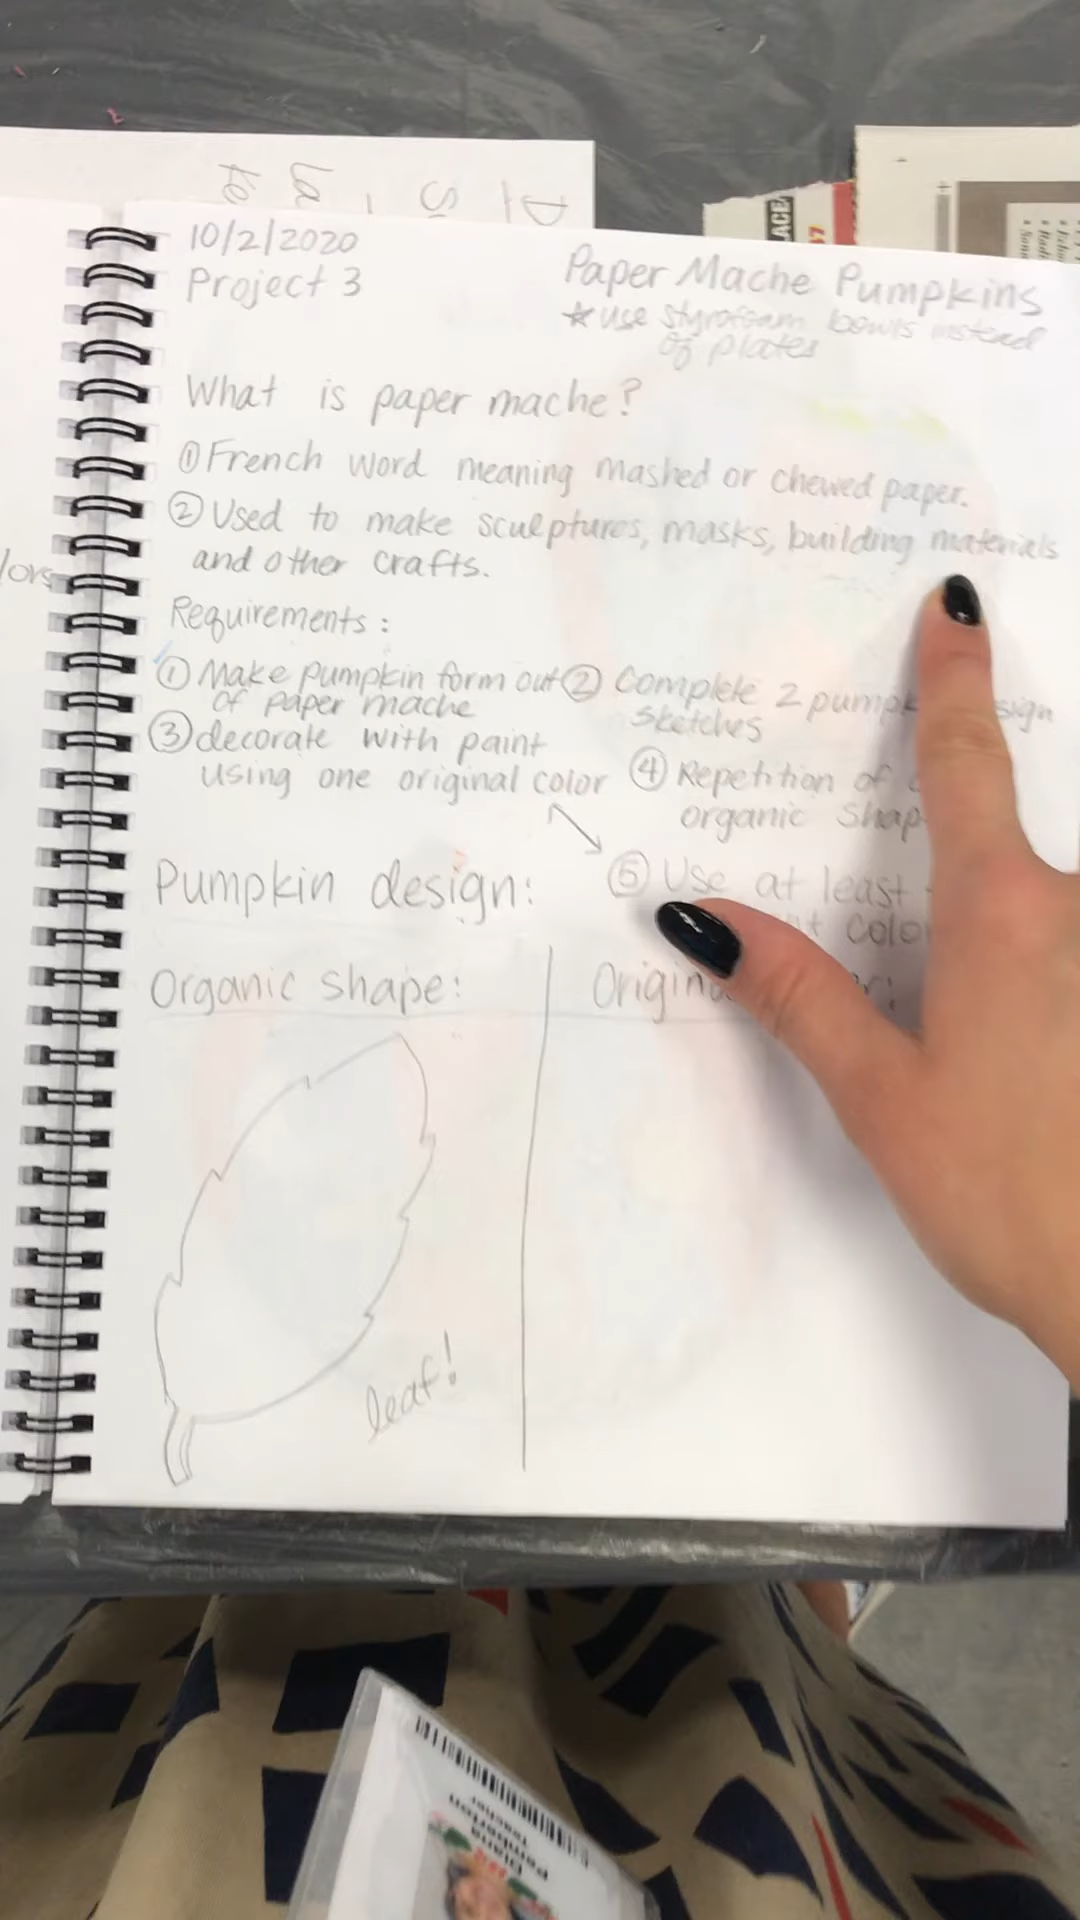 10/2/2020
Project 3
Paper Mache Pumpkins
*use styrofoam bowls instead
of plates
What is paper mache?
① French word meaning mashed or chewed paper.
② Used to make sculptures, masks, building materials
and other crafts.
Requirements:
① Make pumpkin form out
of paper mache
② Complete 2
sketches
③ decorate with paint
using one original color
④ Repetition of
organic
⑤ Use at least
Pumpkin design:
Organic shape:
leaf!
Diana
Pemberton
Teacher